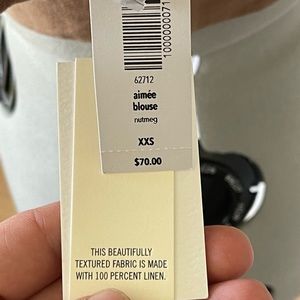 62712
aimée
blouse
nutmeg
XXS
$70.00
THIS BEAUTIFULLY
TEXTURED FABRIC IS MADE
WITH 100 PERCENT LINEN.